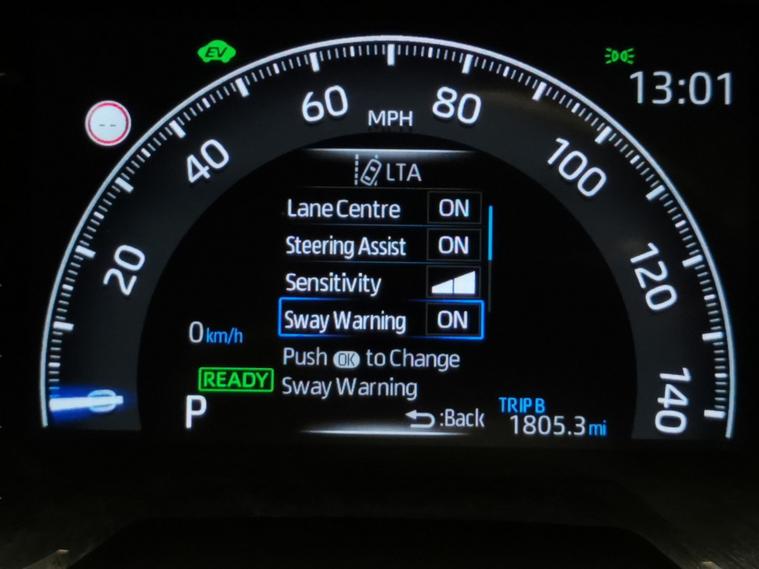 EV
13:01
--
60
MPH
80
40
100
LTA
Lane Centre ON
20
Steering Assist ON
120
Sensitivity
Sway Warning ON
0 km/h
Push OK to Change
Sway Warning
READY
140
0
P
:Back
TRIP B
1805.3 mi